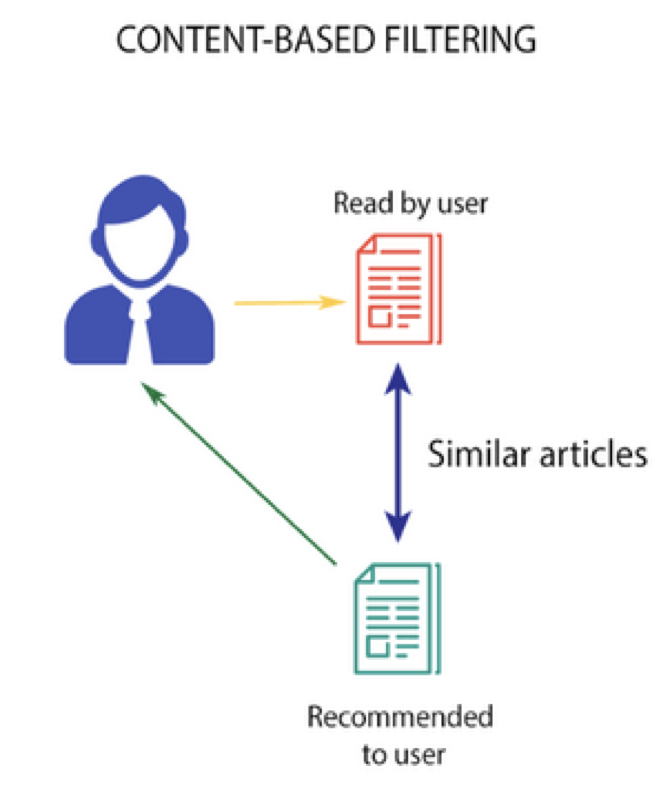 CONTENT-BASED FILTERING
Read by user
Similar articles
Recommended
to user